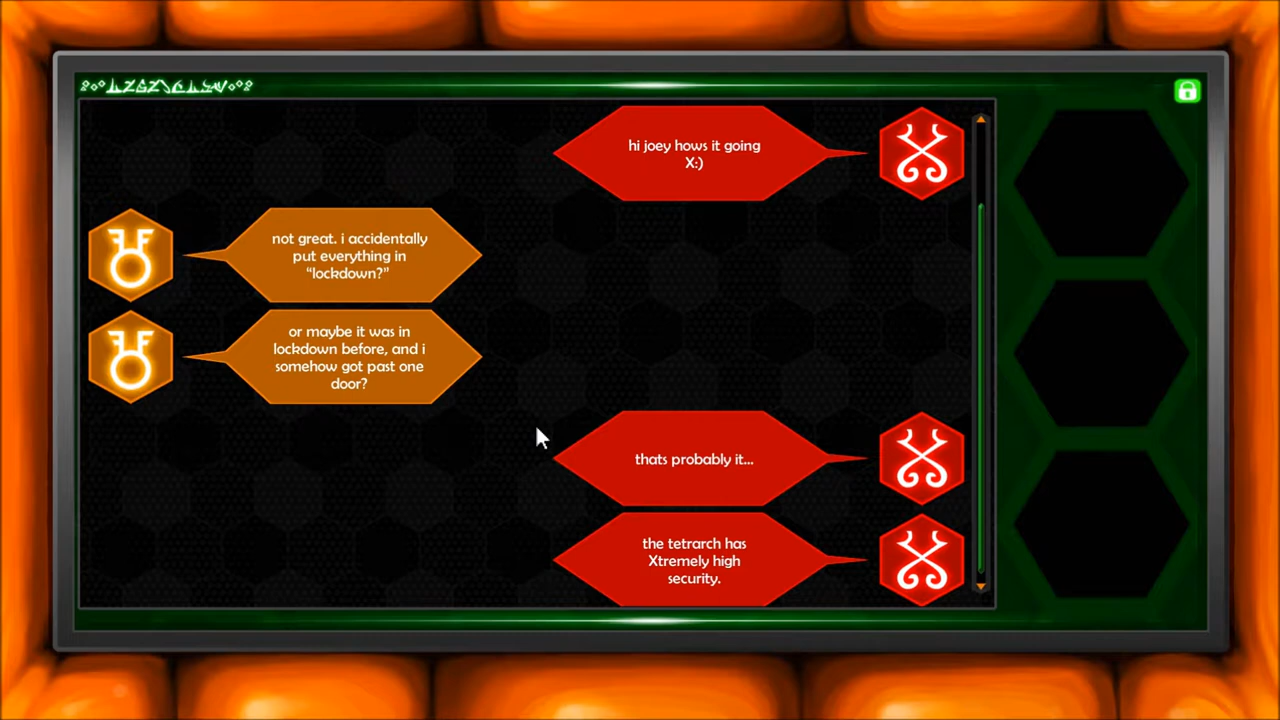 hi joey hows it going
X:)
not great. i accidentally
put everything in
“lockdown?”
or maybe it was in
lockdown before, and i
somehow got past one
door?
thats probably it...
the tetrarch has
Xtremely high
security.